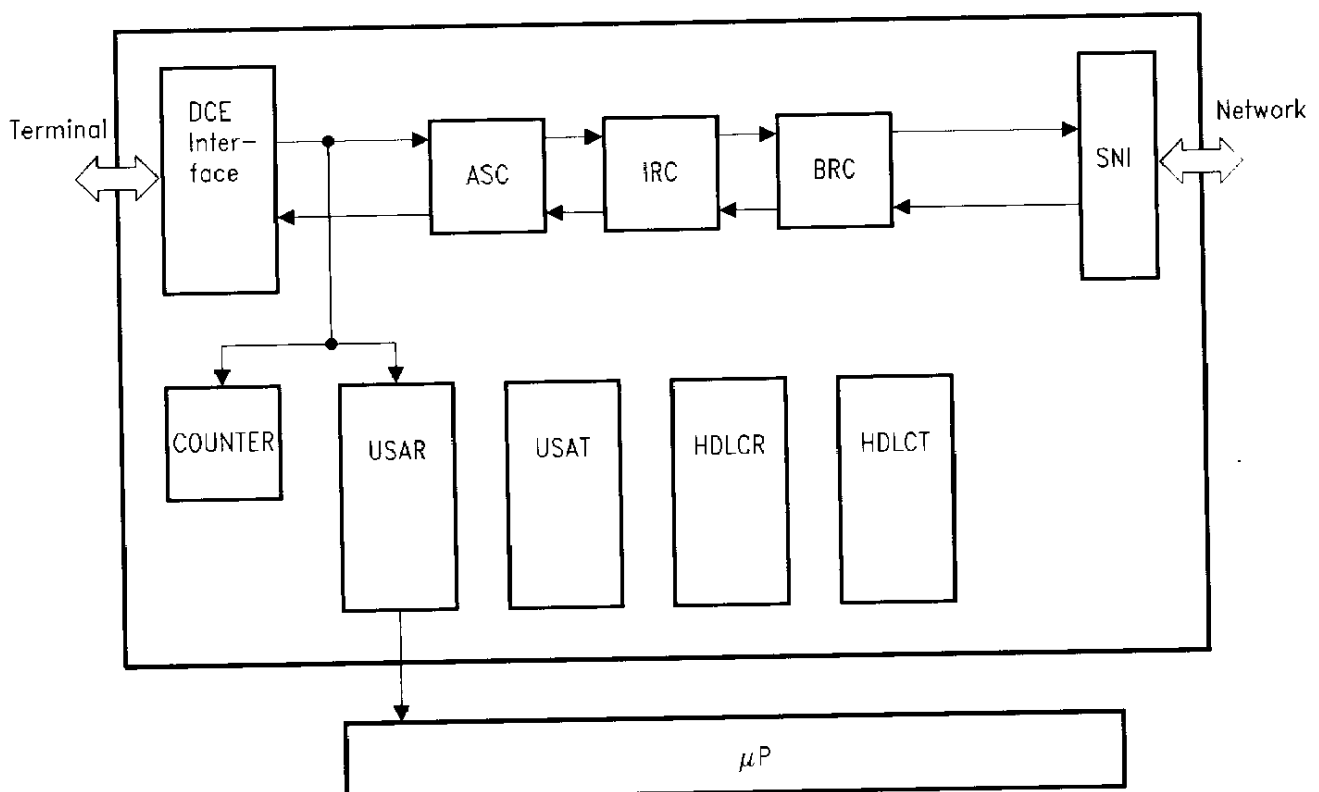 Terminal
DCE
Inter-
face
ASC
IRC
BRC
SNI
Network
COUNTER
USAR
USAT
HDLCR
HDLCT
μP